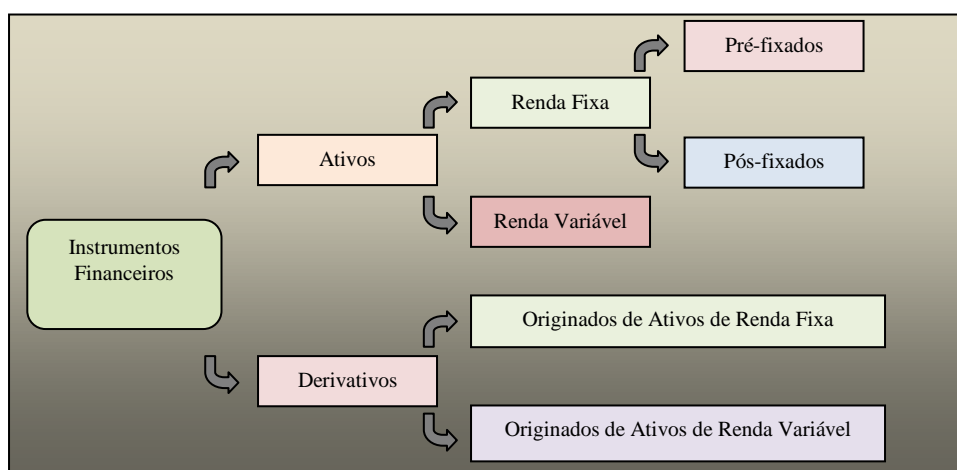 Pré-fixados
Renda Fixa
Ativos
Pós-fixados
Renda Variável
Instrumentos
Financeiros
Originados de Ativos de Renda Fixa
Derivativos
Originados de Ativos de Renda Variável